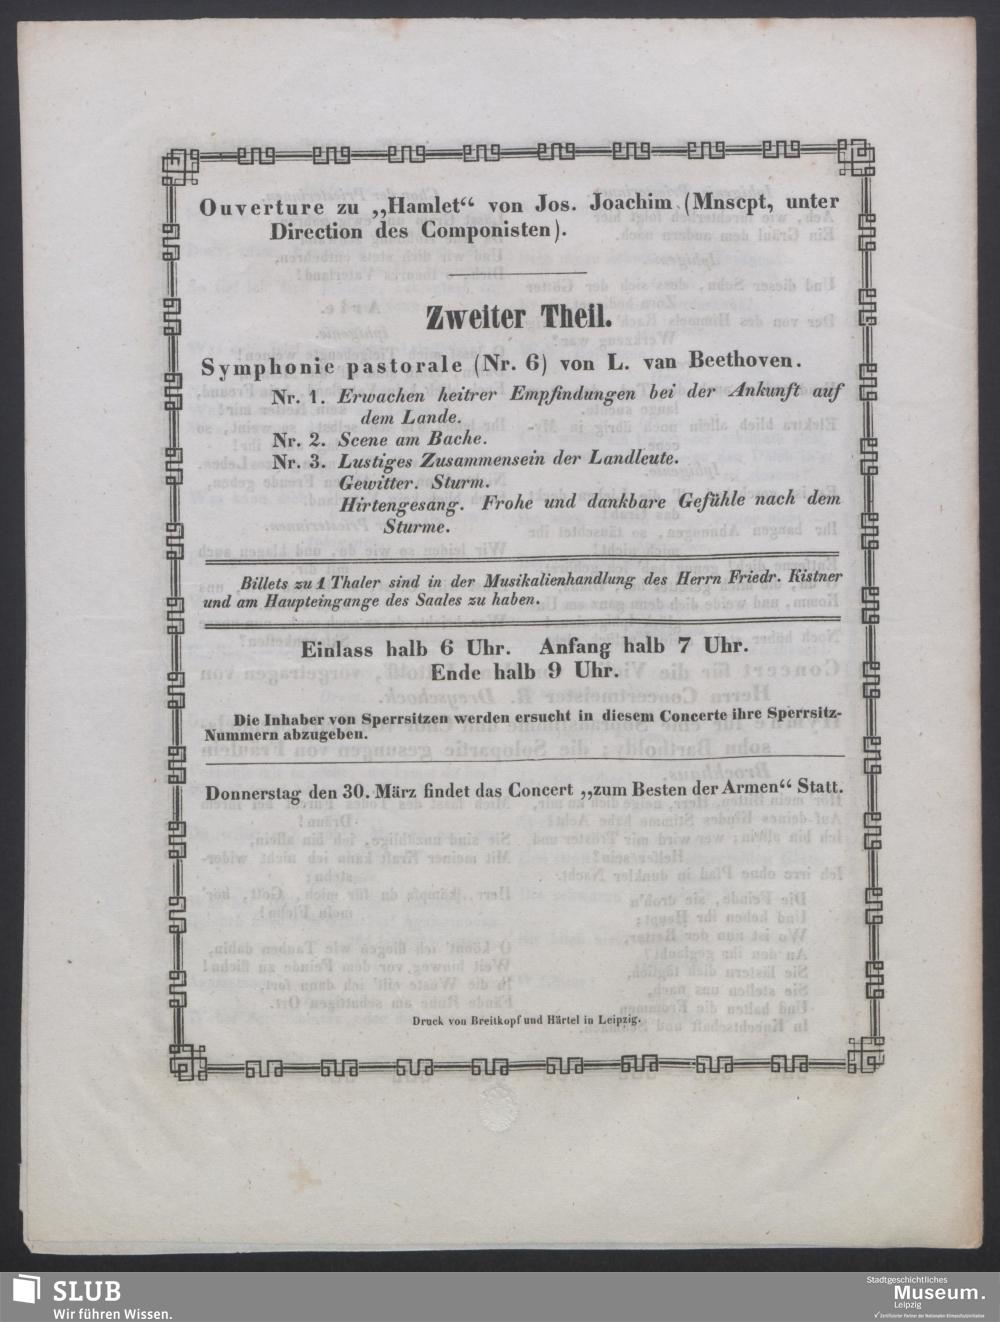 Ouverture zu „Hamlet“ von Jos. Joachim (Mnscpt, unter
Direction des Componisten).
Zweiter Theil.
Symphonie pastorale (Nr. 6) von L. van Beethoven.
Nr. 1. Erwachen heitrer Empfindungen bei der Ankunft auf
dem Lande.
Nr. 2. Scene am Bache.
Nr. 3. Lustiges Zusammensein der Landleute.
Gewitter. Sturm.
Hirtengesang. Frohe und dankbare Gefühle nach dem
Sturme.
Billets zu 1 Thaler sind in der Musikalienhandlung des Herrn Friedr. Kistner
und am Haupteingange des Saales zu haben.
Einlass halb 6 Uhr. Anfang halb 7 Uhr.
Ende halb 9 Uhr.
Die Inhaber von Sperrsitzen werden ersucht in diesem Concerte ihre Sperrsitz-
Nummern abzugeben.
Donnerstag den 30. März findet das Concert „zum Besten der Armen“ Statt.
Druck von Breitkopf und Härtel in Leipzig.
SLUB
Wir führen Wissen.
Stadtgeschichtliches
Museum.
Leipzig
Zertifizierter Partner der Nationalen Klimaschutzinitiative